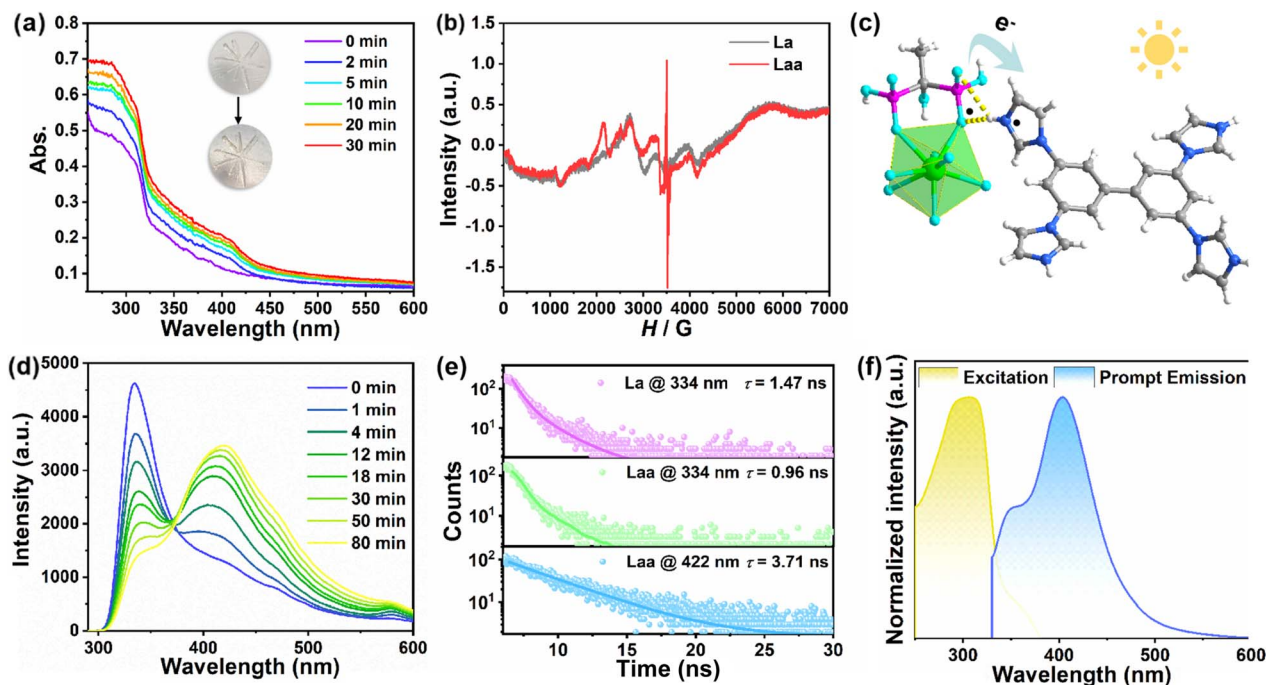 (a)
0.8
0.7
0.6
0.5
0.4
0.3
0.2
0.1
Abs.
0 min
2 min
5 min
10 min
20 min
30 min
300 350 400 450 500 550 600
Wavelength (nm)
(b)
1.5
1.0
0.5
0.0
-0.5
-1.0
-1.5
Intensity (a.u.)
La
Laa
0 1000 2000 3000 4000 5000 6000 7000
H / G
(c)
e-
(d)
5000
4000
3000
2000
1000
0
Intensity (a.u.)
0 min
1 min
4 min
12 min
18 min
30 min
50 min
80 min
300 400 500 600
Wavelength (nm)
(e)
Counts
10²
10¹
La @ 334 nm τ = 1.47 ns
10²
10¹
Laa @ 334 nm τ = 0.96 ns
10²
10¹
Laa @ 422 nm τ = 3.71 ns
10 15 20 25 30
Time (ns)
(f)
Normalized intensity (a.u.)
Excitation
Prompt Emission
300 400 500 600
Wavelength (nm)